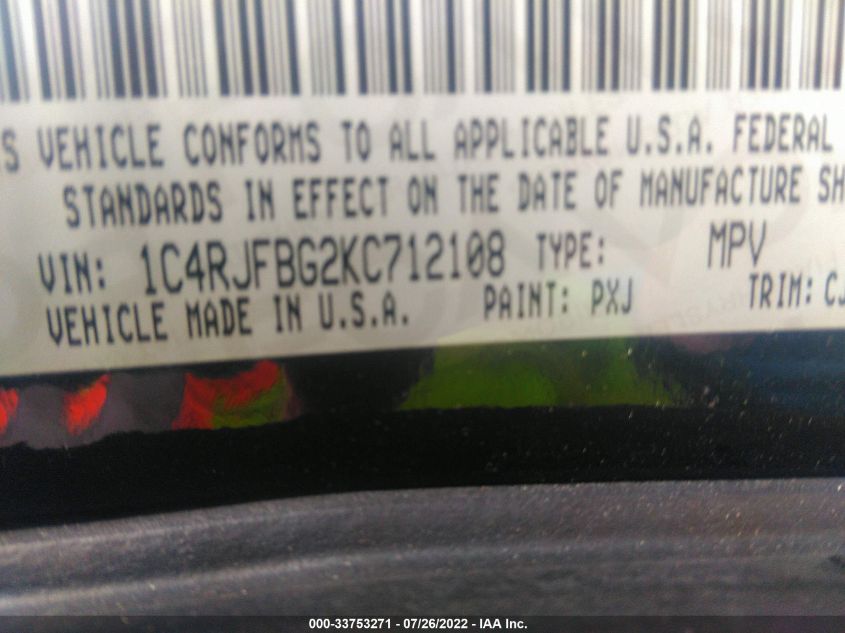 S VEHICLE CONFORMS TO ALL APPLICABLE U.S.A. FEDERAL
STANDARDS IN EFFECT ON THE DATE OF MANUFACTURE SH
VIN: 1C4RJFBG2KC712108 TYPE: MPV
VEHICLE MADE IN U.S.A. PAINT: PXJ TRIM: CJ
000-33753271 - 07/26/2022 - IAA Inc.